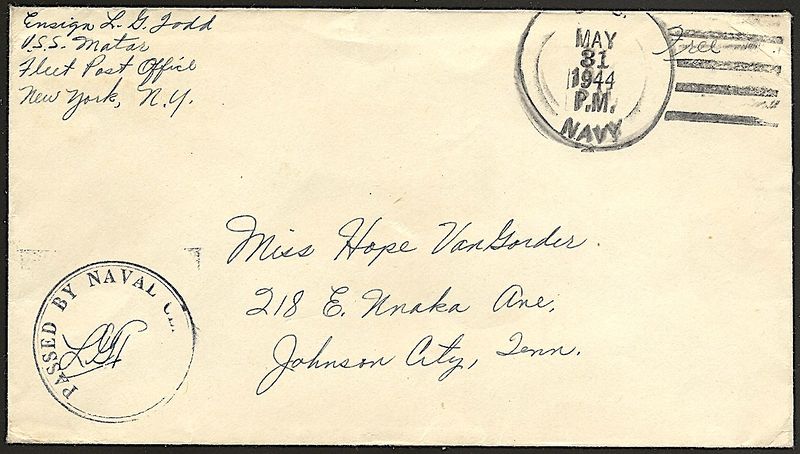 Ensign L. G. Todd
U.S.S. Matar
Fleet Post Office
New York, N.Y.
MAY
31
1944
P.M.
NAVY
Free
Miss Hope VanGorder
218 E. Unaka Ave.
Johnson City, Tenn.
PASSED BY NAVAL
LGT